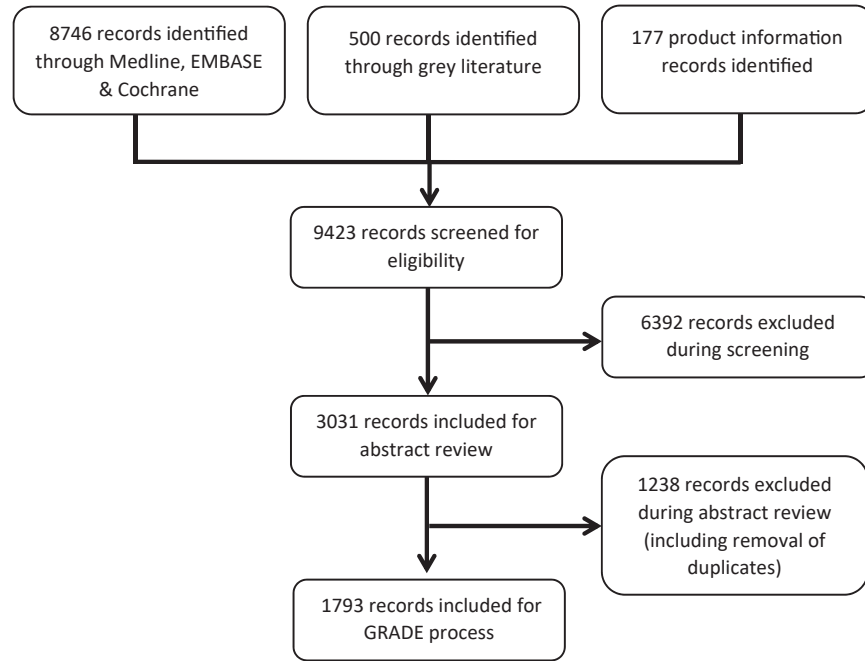 8746 records identified
through Medline, EMBASE
& Cochrane
500 records identified
through grey literature
177 product information
records identified
9423 records screened for
eligibility
6392 records excluded
during screening
3031 records included for
abstract review
1238 records excluded
during abstract review
(including removal of
duplicates)
1793 records included for
GRADE process